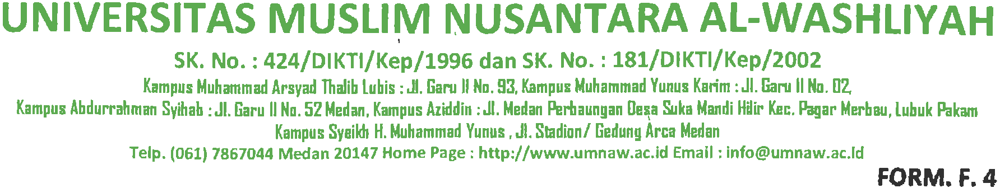 UNIVERSITAS MUSLIM NUSANTARA AL-WASHLIYAH
SK. No. : 424/DIKTI/Kep/1996 dan SK. No. : 181/DIKTI/Kep/2002
Kampus Muhammad Arsyad Thalib Lubis : Jl. Garu II No. 93, Kampus Muhammad Yunus Karim : Jl. Garu II No. 02,
Kampus Abdurrahman Syihab : Jl. Garu II No. 52 Medan, Kampus Aziddin : Jl. Medan Perbaungan Desa Suka Mandi Hilir Kec. Pagar Merbau, Lubuk Pakam
Kampus Syeikh H. Muhammad Yunus , Jl. Stadion/ Gedung Arca Medan
Telp. (061) 7867044 Medan 20147 Home Page : http://www.umnaw.ac.id Email : info@umnaw.ac.id
FORM. F. 4